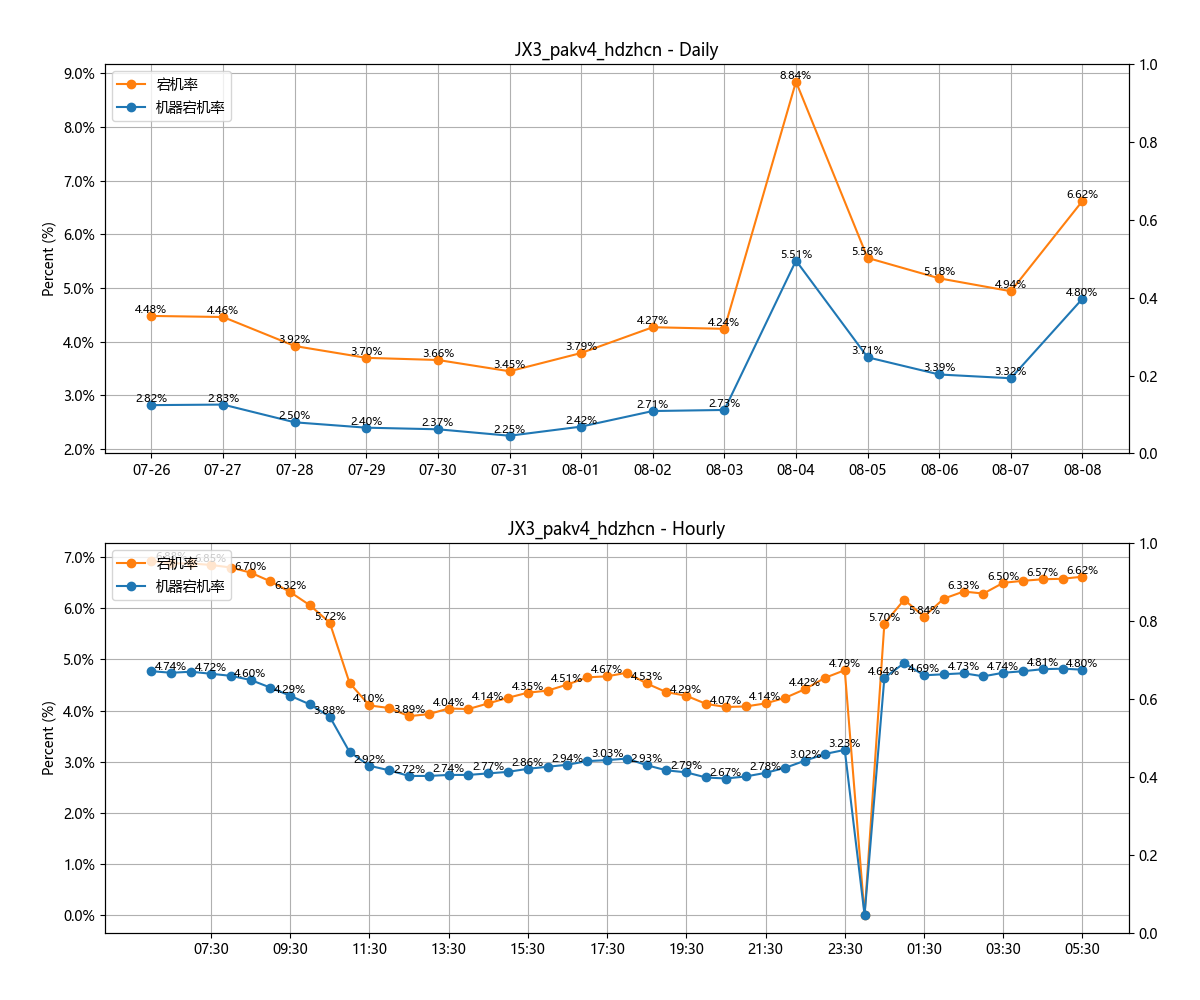 JX3_pakv4_hdzhcn - Daily
宕机率
机器宕机率
Percent (%)
9.0%
8.0%
7.0%
6.0%
5.0%
4.0%
3.0%
2.0%
1.0
0.8
0.6
0.4
0.2
0.0
4.48% 4.46% 3.92% 3.70% 3.66% 3.45% 3.79% 4.27% 4.24% 8.84% 5.56% 5.18% 4.94% 6.62%
2.82% 2.83% 2.50% 2.40% 2.37% 2.25% 2.42% 2.71% 2.73% 5.51% 3.71% 3.39% 3.32% 4.80%
07-26 07-27 07-28 07-29 07-30 07-31 08-01 08-02 08-03 08-04 08-05 08-06 08-07 08-08
JX3_pakv4_hdzhcn - Hourly
宕机率
机器宕机率
Percent (%)
7.0%
6.0%
5.0%
4.0%
3.0%
2.0%
1.0%
0.0%
1.0
0.8
0.6
0.4
0.2
0.0
6.85% 6.70% 6.32% 5.72% 4.10% 3.89% 4.04% 4.14% 4.35% 4.51% 4.67% 4.53% 4.29% 4.07% 4.14% 4.42% 4.79% 5.70% 5.84% 6.33% 6.50% 6.57% 6.62%
4.74% 4.72% 4.60% 4.29% 3.88% 2.92% 2.72% 2.74% 2.77% 2.86% 2.94% 3.03% 2.93% 2.79% 2.67% 2.78% 3.02% 3.23% 4.64% 4.69% 4.73% 4.74% 4.81% 4.80%
07:30 09:30 11:30 13:30 15:30 17:30 19:30 21:30 23:30 01:30 03:30 05:30